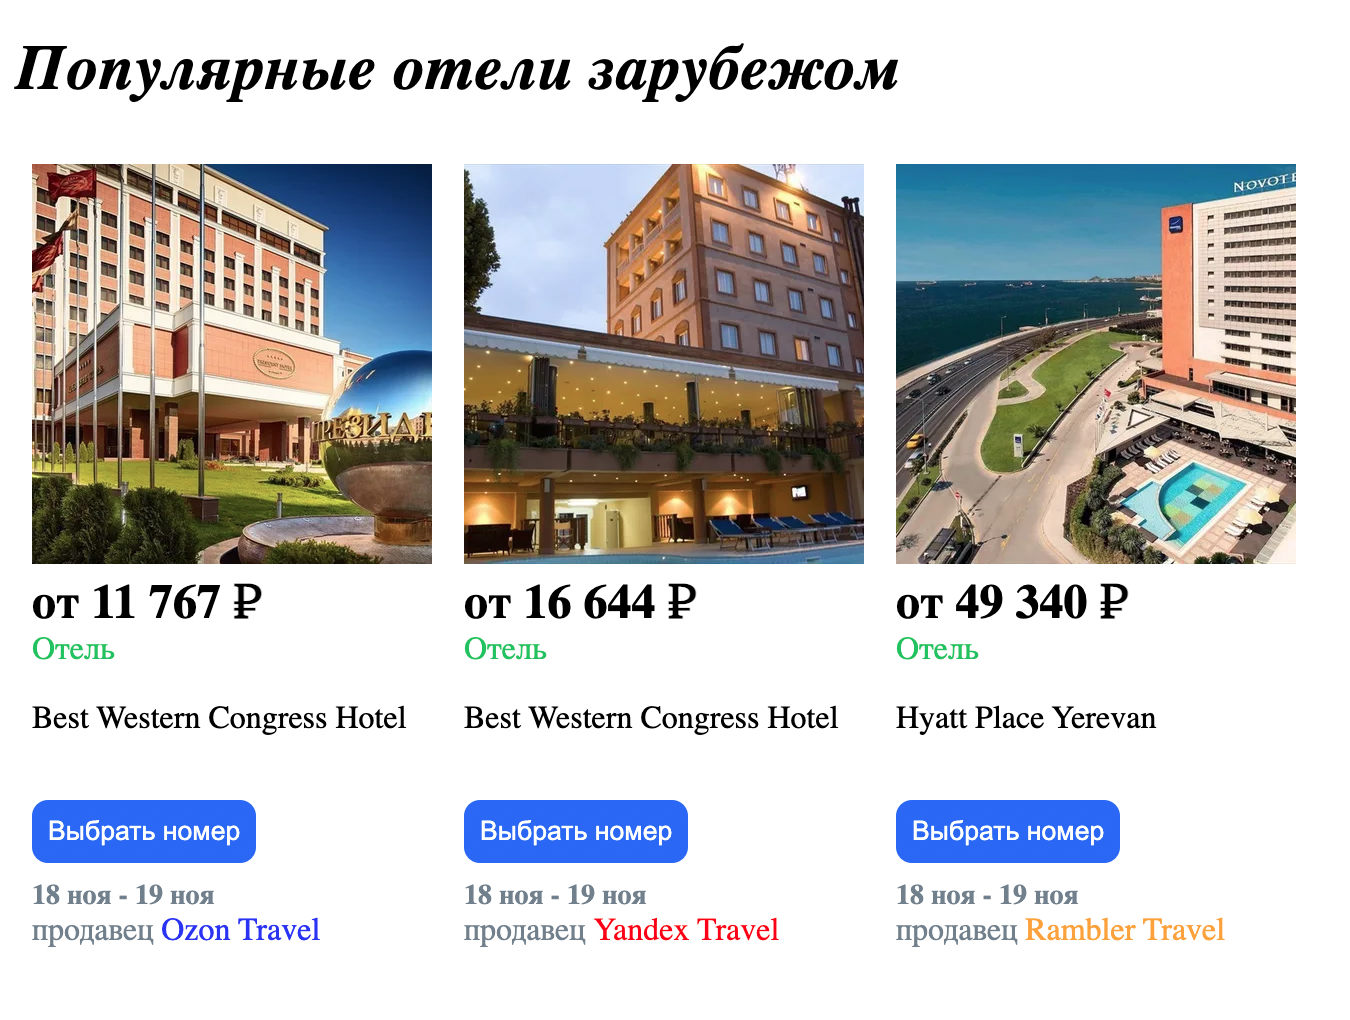 Популярные отели зарубежом
NOVOTE
ПРЕЗИД
от 11 767 ₽
Отель
Best Western Congress Hotel
Выбрать номер
18 ноя - 19 ноя
продавец Ozon Travel
от 16 644 ₽
Отель
Best Western Congress Hotel
Выбрать номер
18 ноя - 19 ноя
продавец Yandex Travel
от 49 340 ₽
Отель
Hyatt Place Yerevan
Выбрать номер
18 ноя - 19 ноя
продавец Rambler Travel